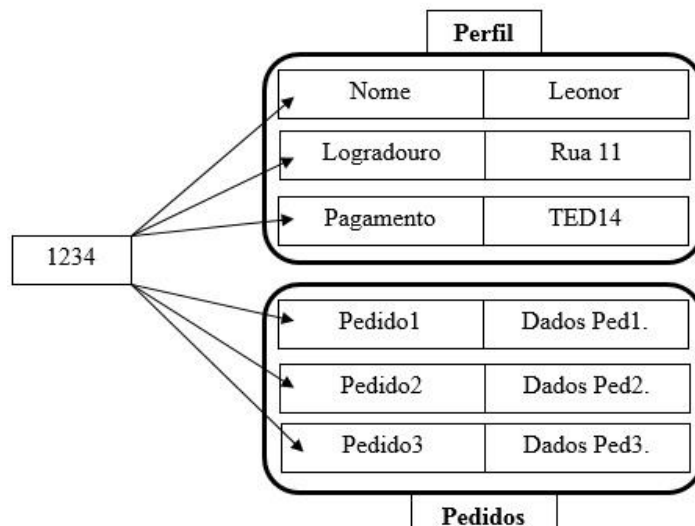 Perfil
Nome Leonor
Logradouro Rua 11
Pagamento TED14
1234
Pedido1 Dados Ped1.
Pedido2 Dados Ped2.
Pedido3 Dados Ped3.
Pedidos